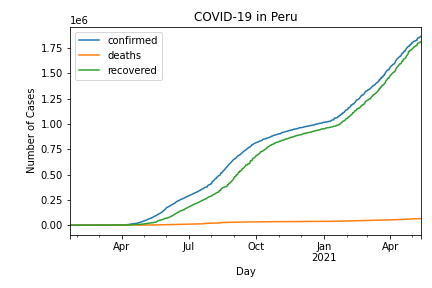 COVID-19 in Peru
1e6
confirmed
deaths
recovered
1.75
1.50
1.25
1.00
0.75
0.50
0.25
0.00
Number of Cases
Apr
Jul
Oct
Jan
2021
Apr
Day